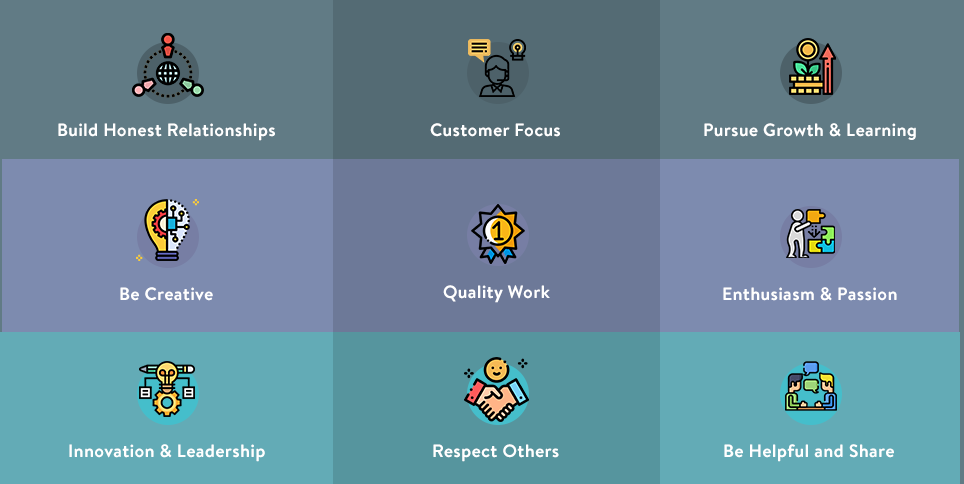 Build Honest Relationships
Customer Focus
Pursue Growth & Learning
1
Be Creative
Quality Work
Enthusiasm & Passion
Innovation & Leadership
Respect Others
Be Helpful and Share